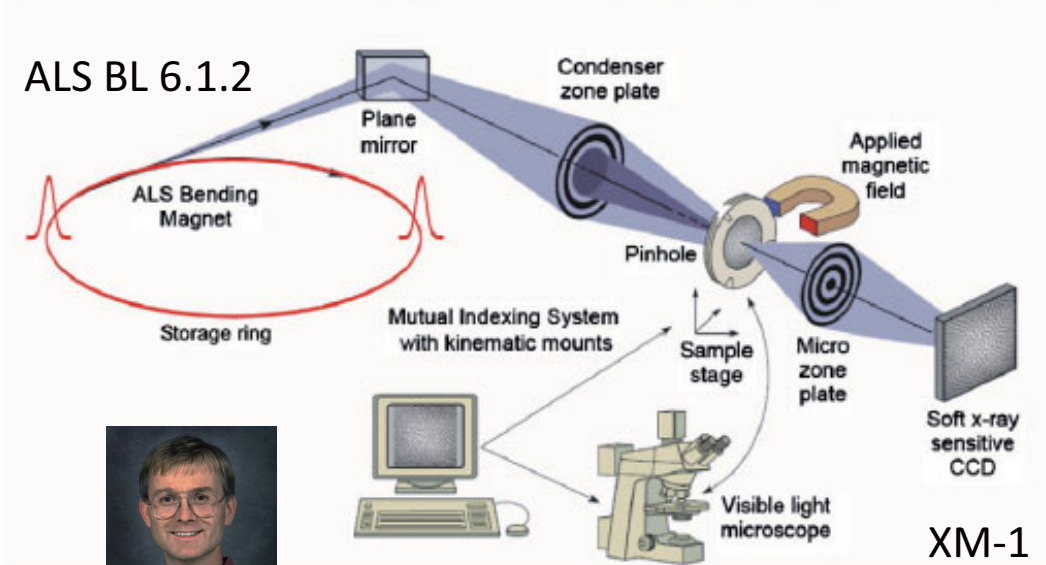 ALS BL 6.1.2
Plane
mirror
Condenser
zone plate
Applied
magnetic
field
ALS Bending
Magnet
Pinhole
Storage ring
Mutual Indexing System
with kinematic mounts
Sample
stage
Micro
zone
plate
Soft x-ray
sensitive
CCD
Visible light
microscope
XM-1